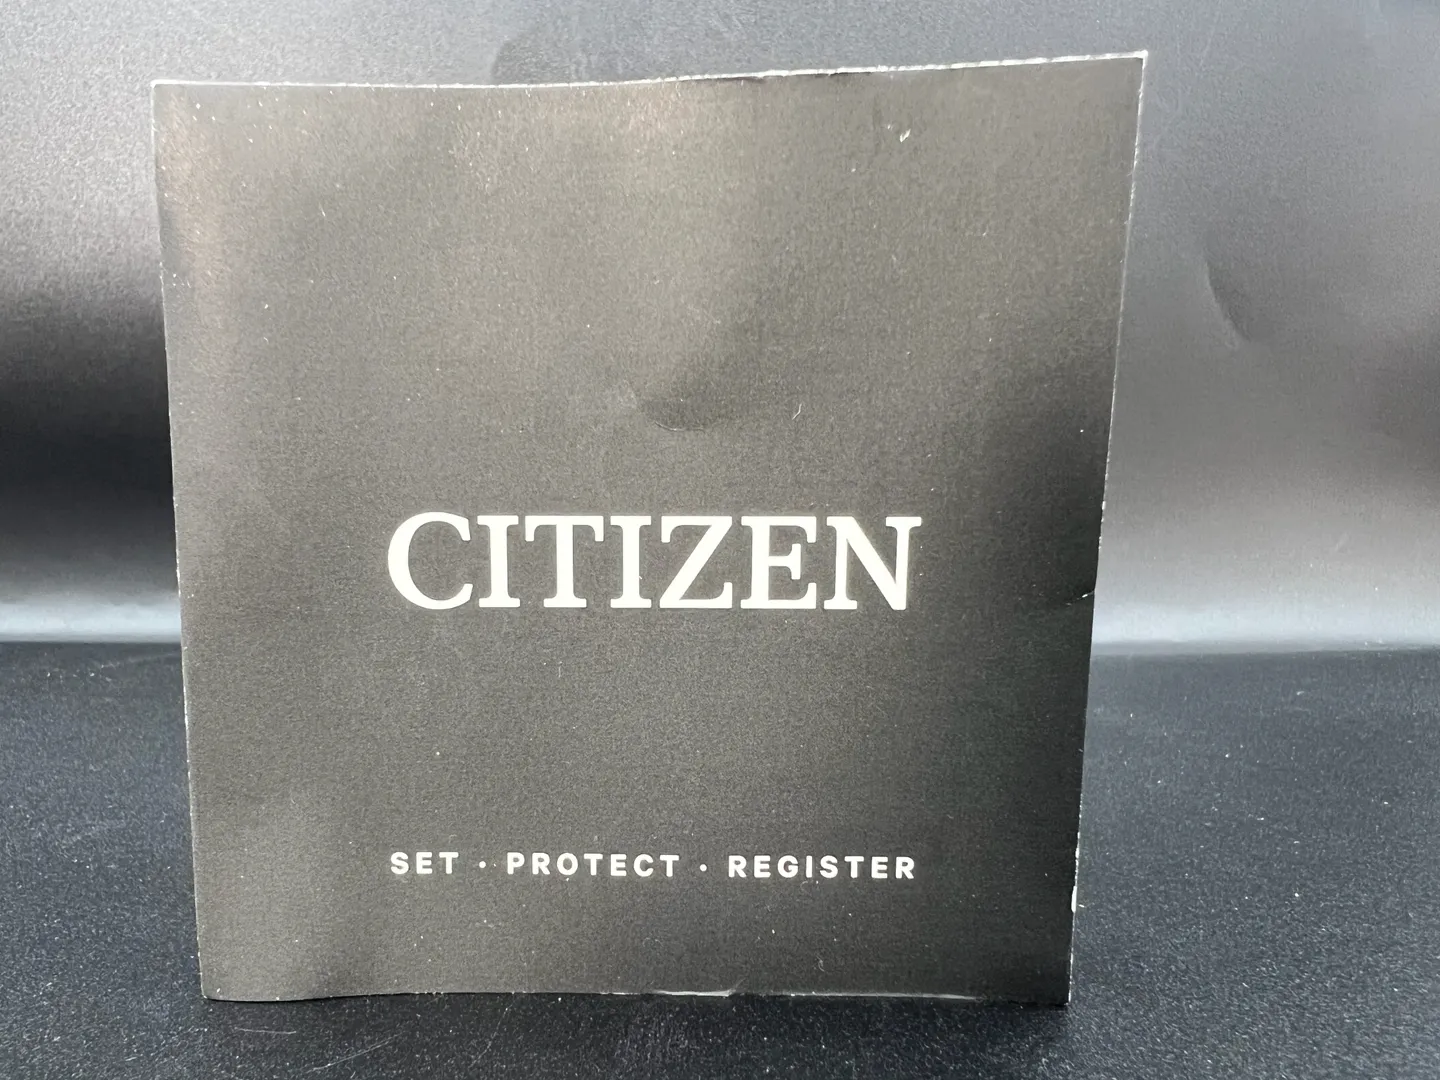 CITIZEN
SET · PROTECT · REGISTER